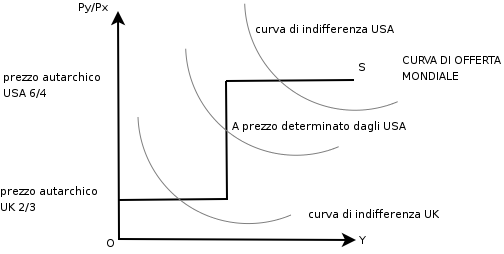 Py/Px
curva di indifferenza USA
S
CURVA DI OFFERTA
MONDIALE
prezzo autarchico
USA 6/4
A prezzo determinato dagli USA
prezzo autarchico
UK 2/3
curva di indifferenza UK
O
Y